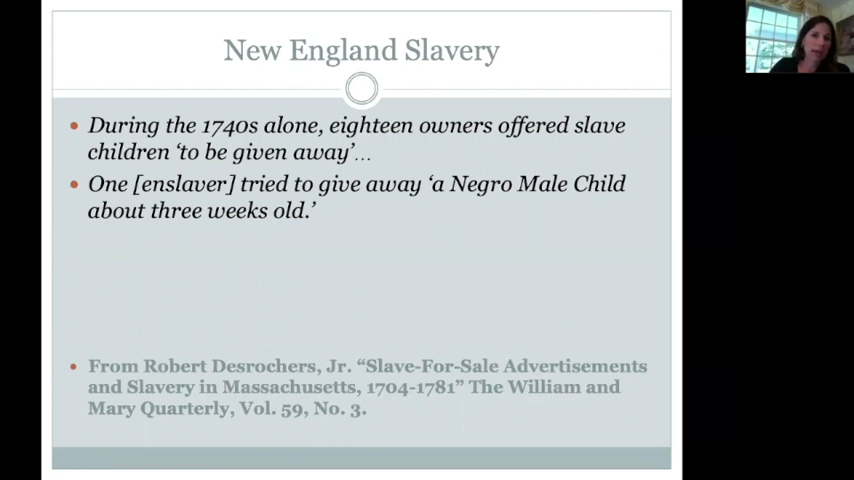 New England Slavery
• During the 1740s alone, eighteen owners offered slave
children ‘to be given away’…
• One [enslaver] tried to give away ‘a Negro Male Child
about three weeks old.’
• From Robert Desrochers, Jr. “Slave-For-Sale Advertisements
and Slavery in Massachusetts, 1704-1781” The William and
Mary Quarterly, Vol. 59, No. 3.